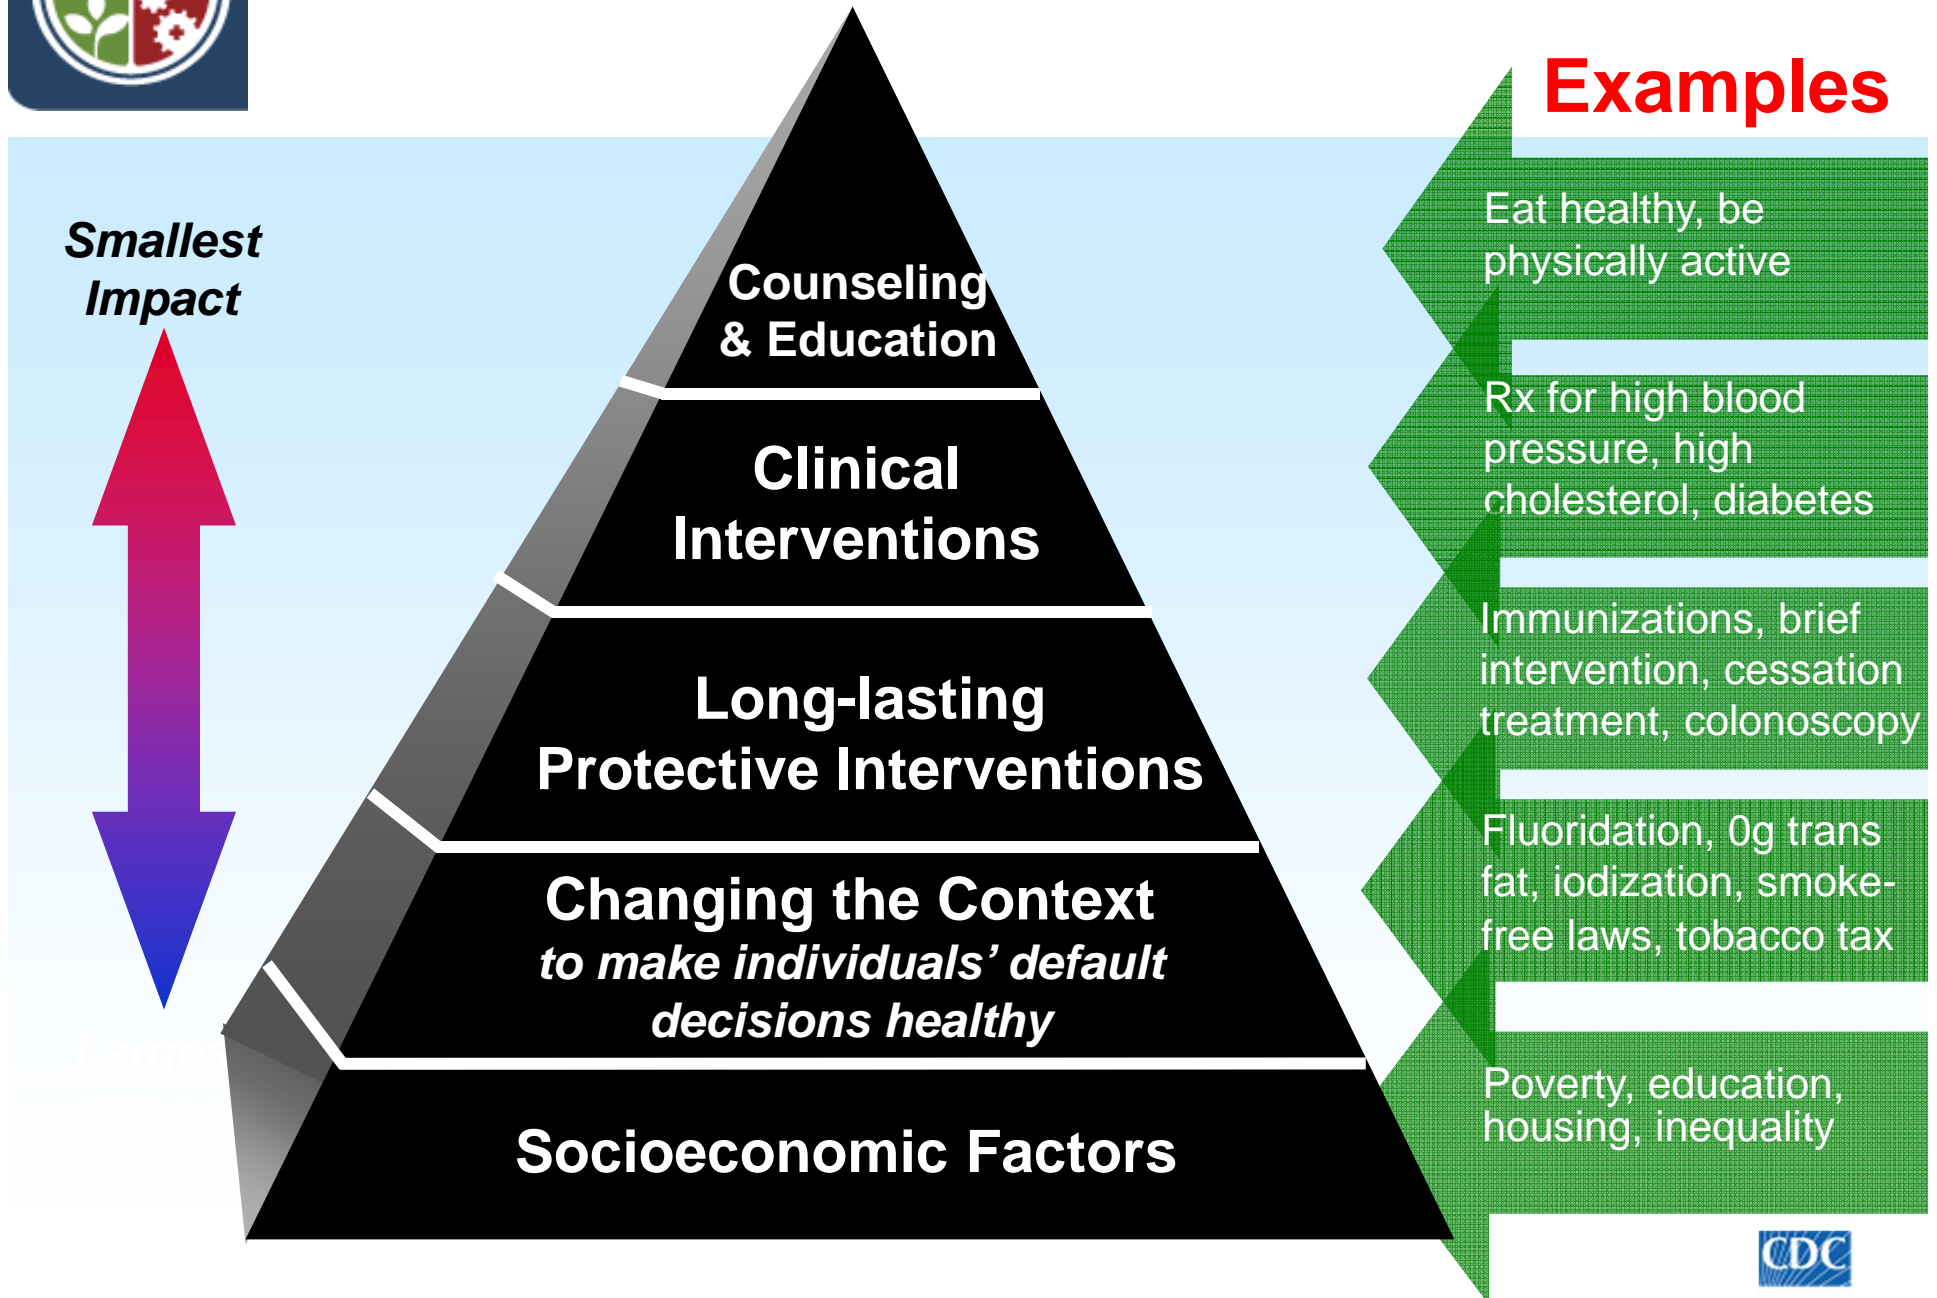 Examples
Smallest
Impact
Largest
Impact
Counseling
& Education
Clinical
Interventions
Long-lasting
Protective Interventions
Changing the Context
to make individuals’ default
decisions healthy
Socioeconomic Factors
Eat healthy, be
physically active
Rx for high blood
pressure, high
cholesterol, diabetes
Immunizations, brief
intervention, cessation
treatment, colonoscopy
Fluoridation, 0g trans
fat, iodization, smoke-
free laws, tobacco tax
Poverty, education,
housing, inequality
CDC